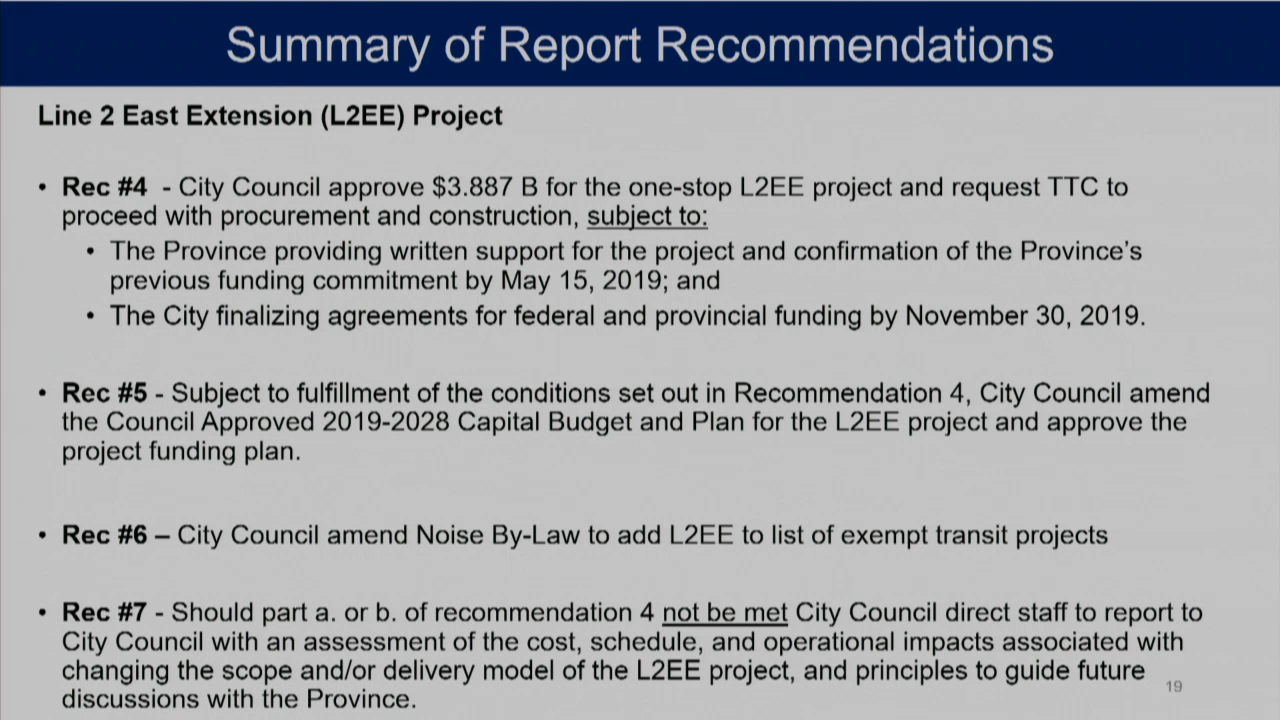 Summary of Report Recommendations
Line 2 East Extension (L2EE) Project
• Rec #4 - City Council approve $3.887 B for the one-stop L2EE project and request TTC to
proceed with procurement and construction, subject to:
• The Province providing written support for the project and confirmation of the Province's
previous funding commitment by May 15, 2019; and
• The City finalizing agreements for federal and provincial funding by November 30, 2019.
• Rec #5 - Subject to fulfillment of the conditions set out in Recommendation 4, City Council amend
the Council Approved 2019-2028 Capital Budget and Plan for the L2EE project and approve the
project funding plan.
• Rec #6 – City Council amend Noise By-Law to add L2EE to list of exempt transit projects
• Rec #7 - Should part a. or b. of recommendation 4 not be met City Council direct staff to report to
City Council with an assessment of the cost, schedule, and operational impacts associated with
changing the scope and/or delivery model of the L2EE project, and principles to guide future
discussions with the Province.
19